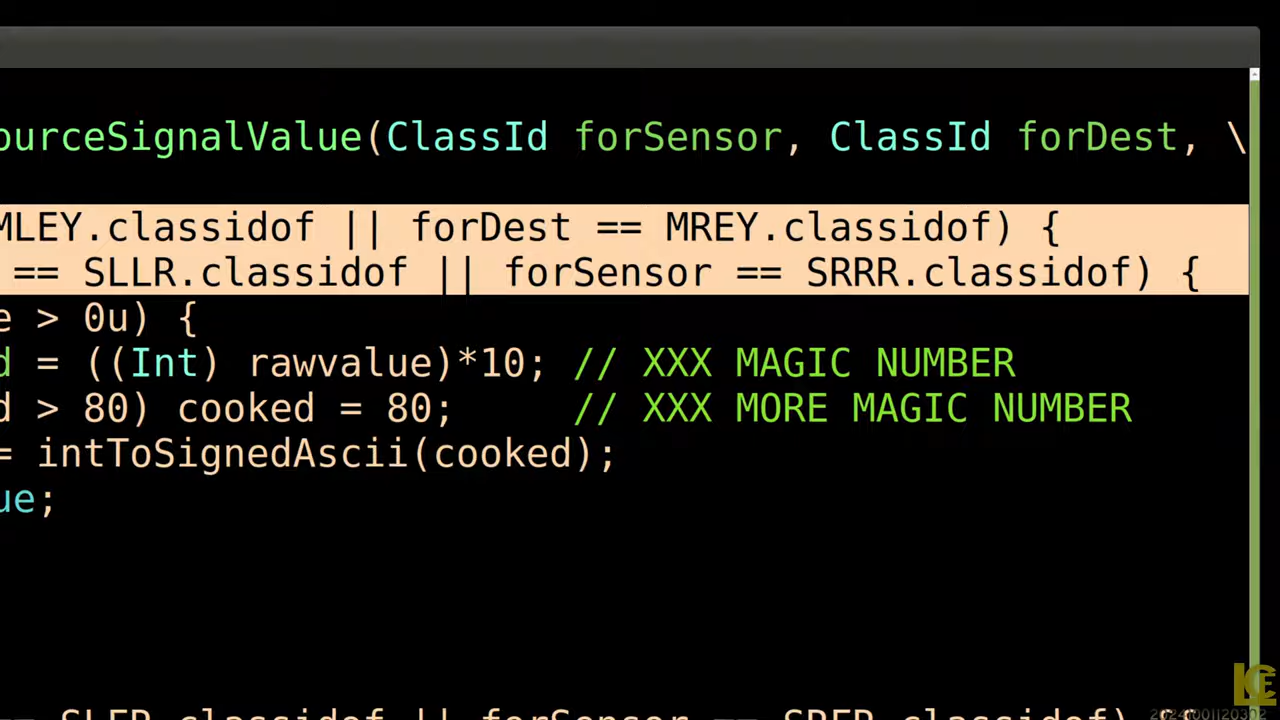 ourceSignalValue(ClassId forSensor, ClassId forDest, \
MLEY.classidof || forDest == MREY.classidof) {
== SLLR.classidof || forSensor == SRRR.classidof) {
e > 0u) {
d = ((Int) rawvalue)*10; // XXX MAGIC NUMBER
d > 80) cooked = 80; // XXX MORE MAGIC NUMBER
= intToSignedAscii(cooked);
ue;